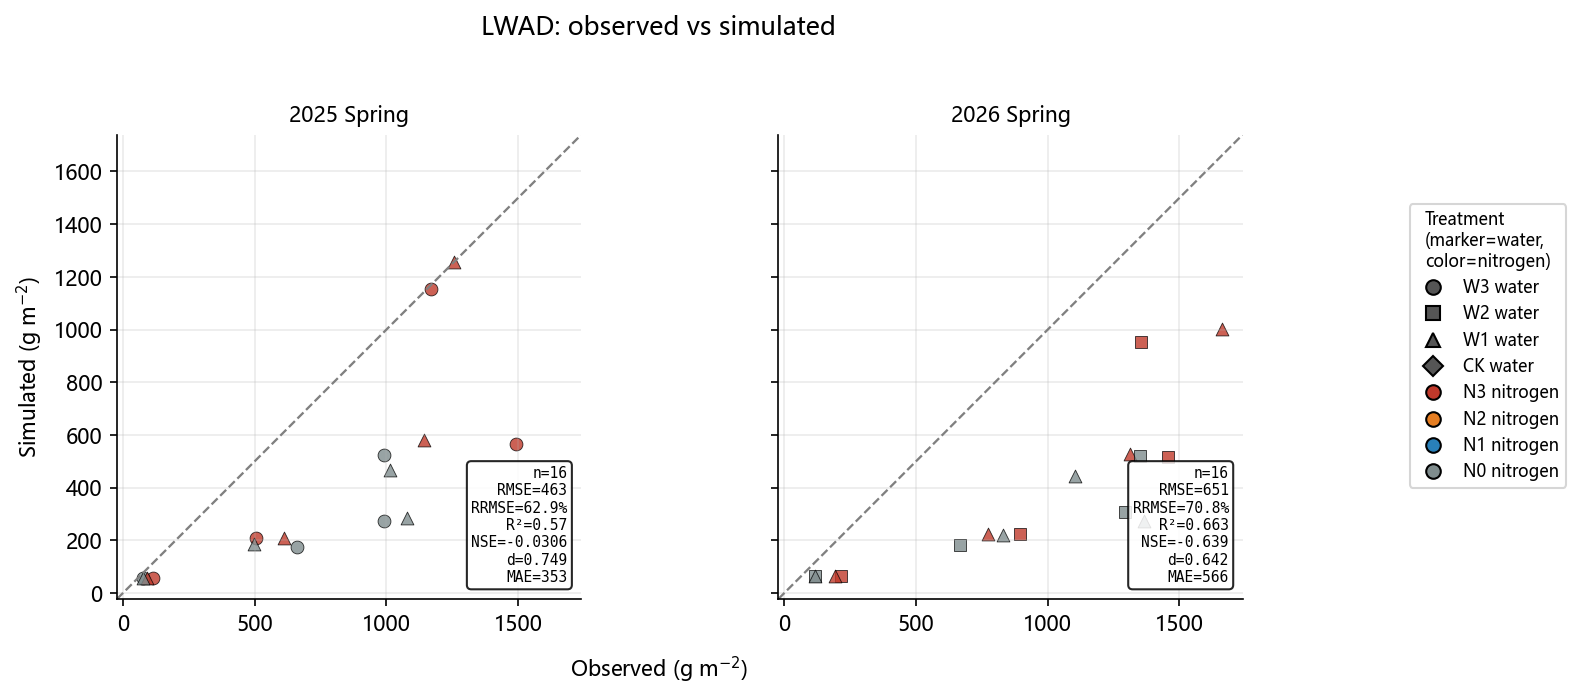 LWAD: observed vs simulated
2025 Spring
2026 Spring
Simulated (g m⁻²)
1600
1400
1200
1000
800
600
400
200
0
0
500
1000
1500
0
500
1000
1500
Observed (g m⁻²)
n=16
RMSE=463
RRMSE=62.9%
R²=0.57
NSE=-0.0306
d=0.749
MAE=353
n=16
RMSE=651
RRMSE=70.8%
R²=0.663
NSE=-0.639
d=0.642
MAE=566
Treatment
(marker=water,
color=nitrogen)
W3 water
W2 water
W1 water
CK water
N3 nitrogen
N2 nitrogen
N1 nitrogen
N0 nitrogen